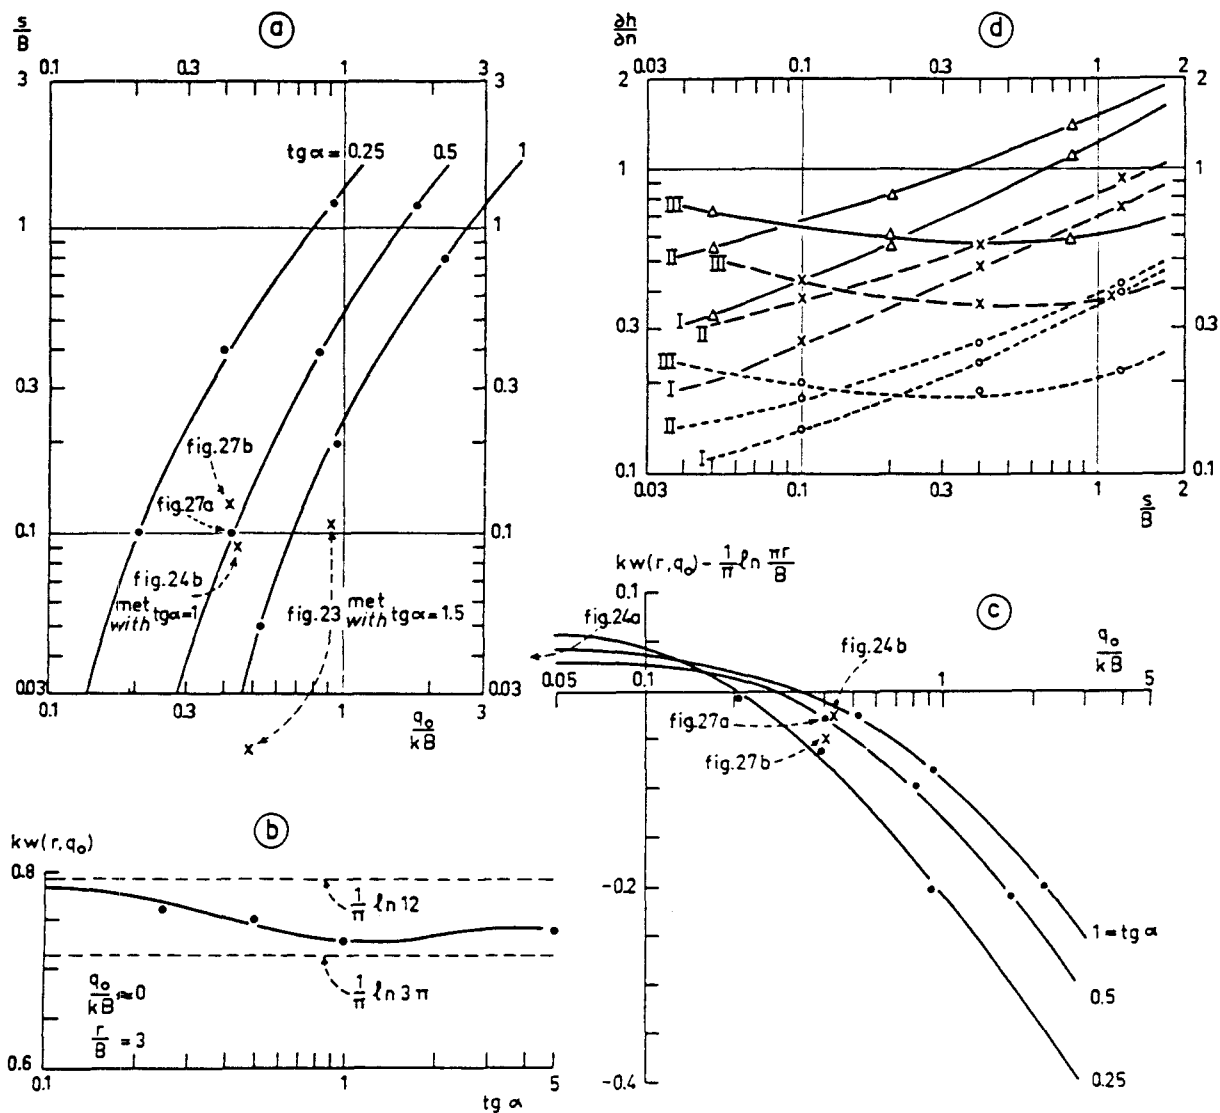 s/B
a
3 0.1 0.3 1 3 3
tg α = 0.25 0.5 1
1 1
0.3 0.3
fig.27b
fig.27a
0.1 0.1
fig.24b
met with tgα=1
fig.23 met with tgα=1.5
0.03 0.03
0.1 0.3 1 q₀/kB 3
b
kw(r,q₀)
0.8
1/π ln 12
1/π ln 3π
q₀/kB ≈ 0
r/B = 3
0.6
0.1 1 5
tg α
∂h/∂n
d
0.03 0.1 0.3 1 2
2 2
1 1
III
II
III
0.5
I
II
0.3 0.3
III
I
II
I
0.1 0.1
0.03 0.1 0.3 1 2
s/B
kw(r,q₀) - 1/π ln πr/B
0.1
c
fig.24a
fig.24b
q₀/kB
0.05 0.1 1 5
fig.27a
fig.27b
-0.2
1 = tg α
0.5
0.25
-0.4